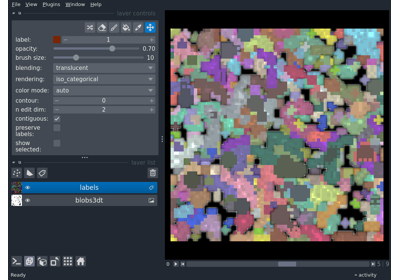 File View Plugins Window Help
layer controls
label: 1
opacity: 0.70
brush size: 10
blending: translucent
rendering: iso_categorical
color mode: auto
contour: 0
n edit dim: 2
contiguous:
preserve
labels:
show
selected:
layer list
labels
blobs3dt
Ready
activity